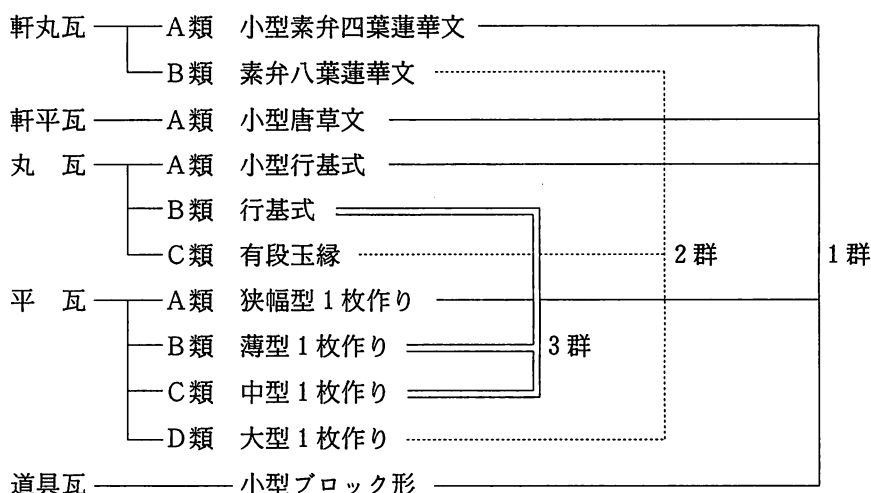 軒丸瓦 A類 小型素弁四葉蓮華文
B類 素弁八葉蓮華文
軒平瓦 A類 小型唐草文
丸瓦 A類 小型行基式
B類 行基式
C類 有段玉縁 2群 1群
平瓦 A類 狭幅型1枚作り
B類 薄型1枚作り 3群
C類 中型1枚作り
D類 大型1枚作り
道具瓦 小型ブロック形